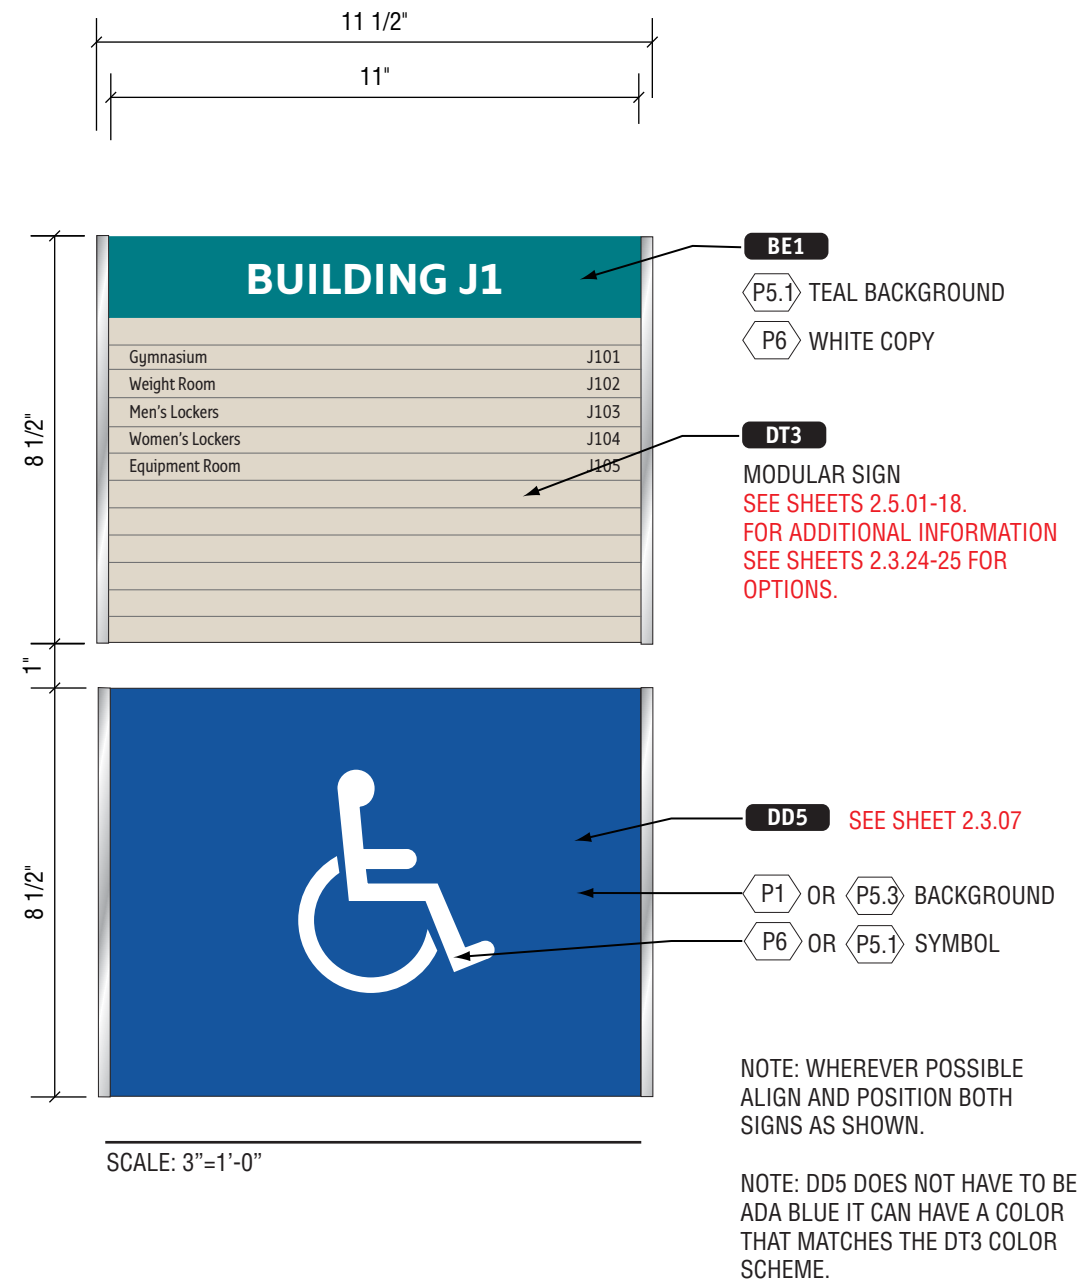 11 1/2"
11"
BUILDING J1
Gymnasium J101
Weight Room J102
Men's Lockers J103
Women's Lockers J104
Equipment Room J105
8 1/2"
1"
8 1/2"
BE1
P5.1 TEAL BACKGROUND
P6 WHITE COPY
DT3
MODULAR SIGN
SEE SHEETS 2.5.01-18.
FOR ADDITIONAL INFORMATION
SEE SHEETS 2.3.24-25 FOR
OPTIONS.
DD5 SEE SHEET 2.3.07
P1 OR P5.3 BACKGROUND
P6 OR P5.1 SYMBOL
NOTE: WHEREVER POSSIBLE
ALIGN AND POSITION BOTH
SIGNS AS SHOWN.
SCALE: 3”=1’-0”
NOTE: DD5 DOES NOT HAVE TO BE
ADA BLUE IT CAN HAVE A COLOR
THAT MATCHES THE DT3 COLOR
SCHEME.